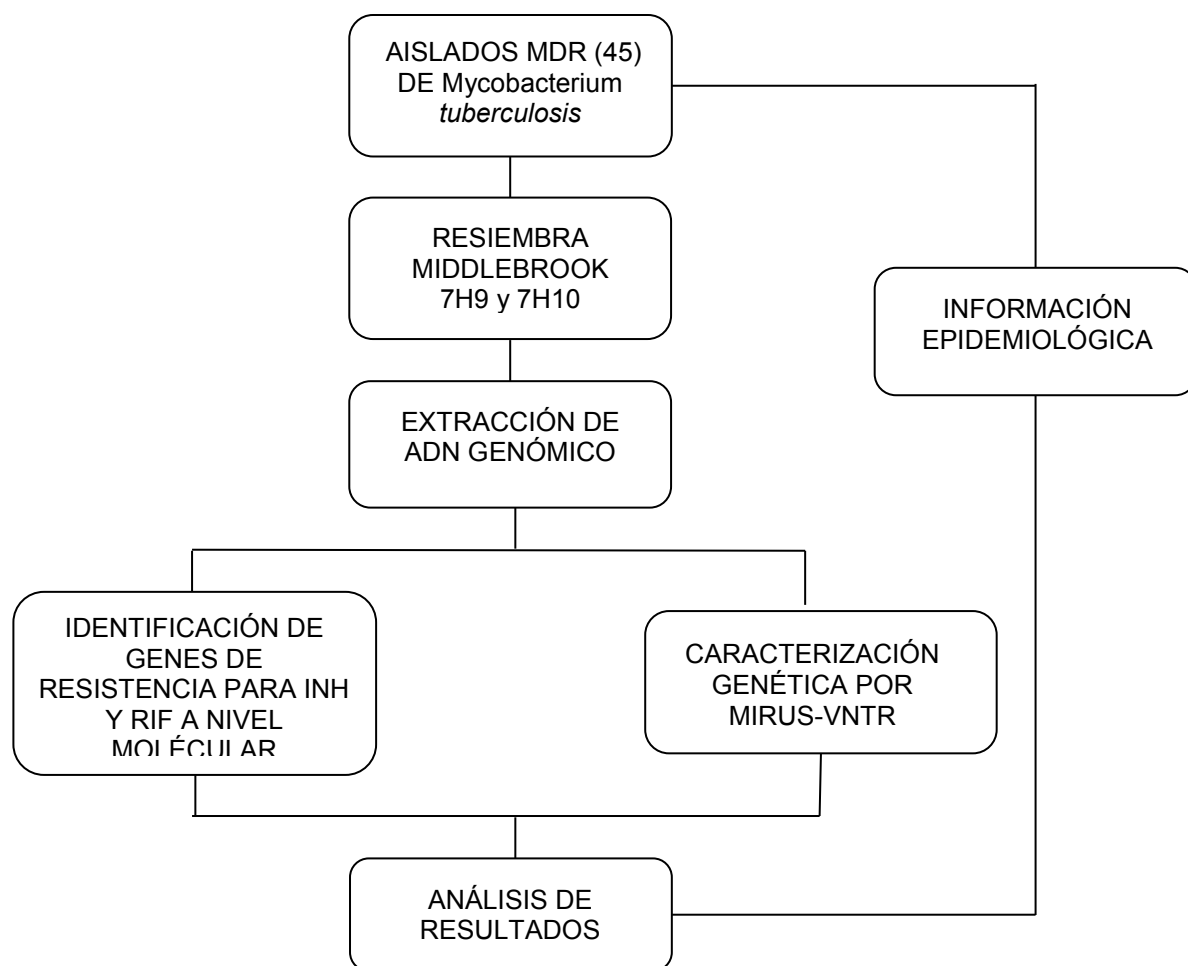 AISLADOS MDR (45)
DE Mycobacterium
tuberculosis
RESIEMBRA
MIDDLEBROOK
7H9 y 7H10
INFORMACIÓN
EPIDEMIOLÓGICA
EXTRACCIÓN DE
ADN GENÓMICO
IDENTIFICACIÓN DE
GENES DE
RESISTENCIA PARA INH
Y RIF A NIVEL
MOLÉCULAR
CARACTERIZACIÓN
GENÉTICA POR
MIRUS-VNTR
ANÁLISIS DE
RESULTADOS